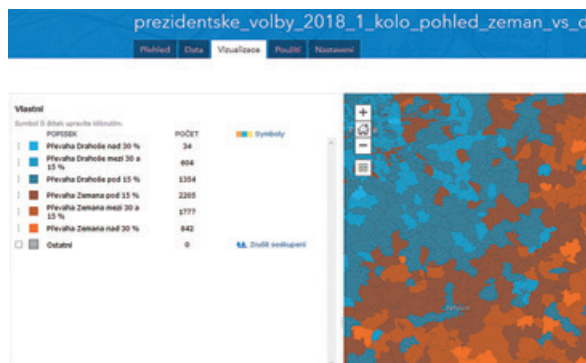 prezidentske_volby_2018_1_kolo_pohled_zeman_vs_d
Přehled Data Vizualizace Použití Nastavení
Vlastní
Symbol či štítek upravíte kliknutím.
POPISEK POČET Symboly
Převaha Drahoše nad 30 % 34
Převaha Drahoše mezi 30 a
15 % 604
Převaha Drahoše pod 15 % 1354
Převaha Zemana pod 15 % 2205
Převaha Zemana mezi 30 a
15 % 1777
Převaha Zemana nad 30 % 842
Ostatní 0 Zrušit seskupení